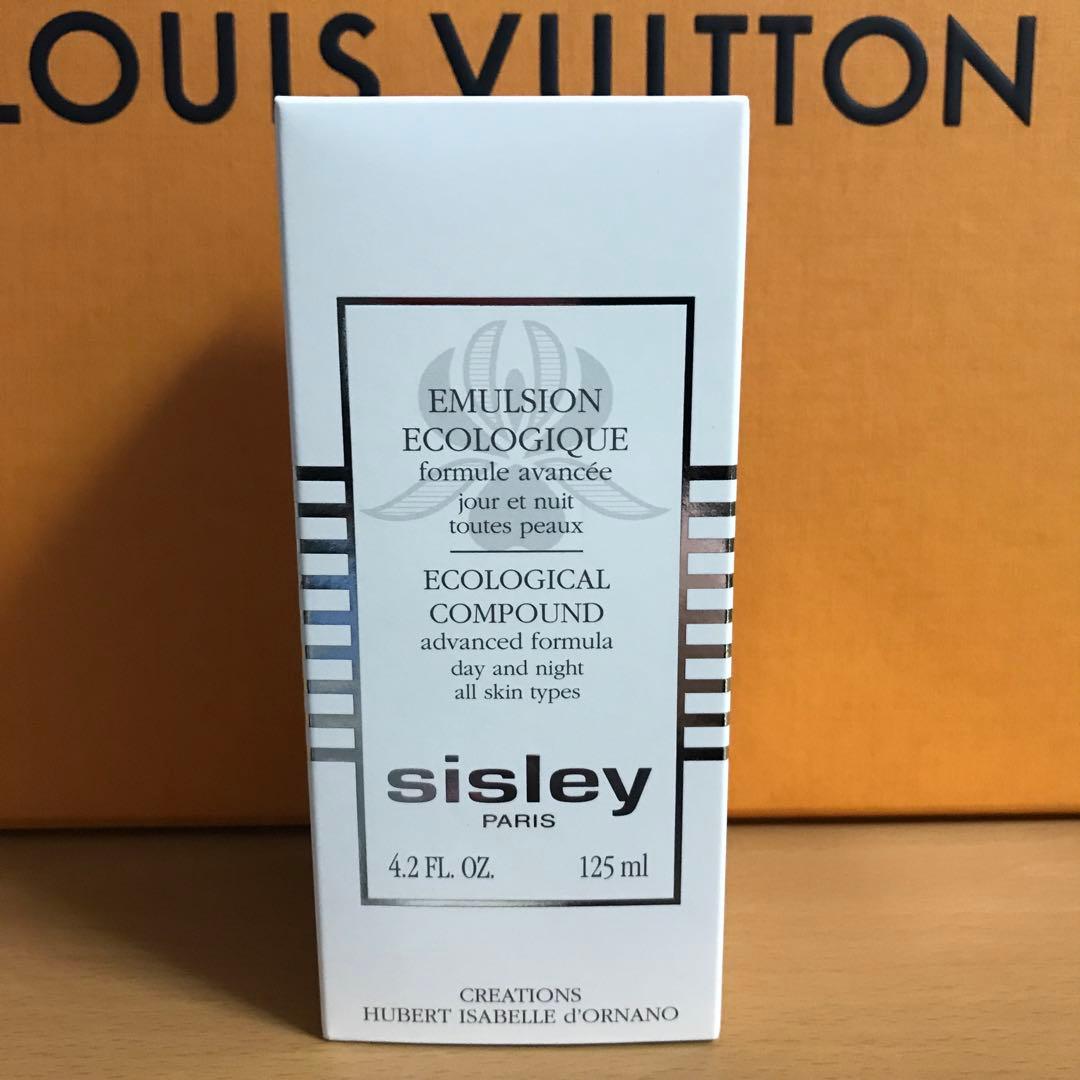 LOUIS VUITTON
EMULSION
ECOLOGIQUE
formule avancée
jour et nuit
toutes peaux
ECOLOGICAL
COMPOUND
advanced formula
day and night
all skin types
sisley
PARIS
4.2 FL. OZ. 125 ml
CREATIONS
HUBERT ISABELLE d'ORNANO